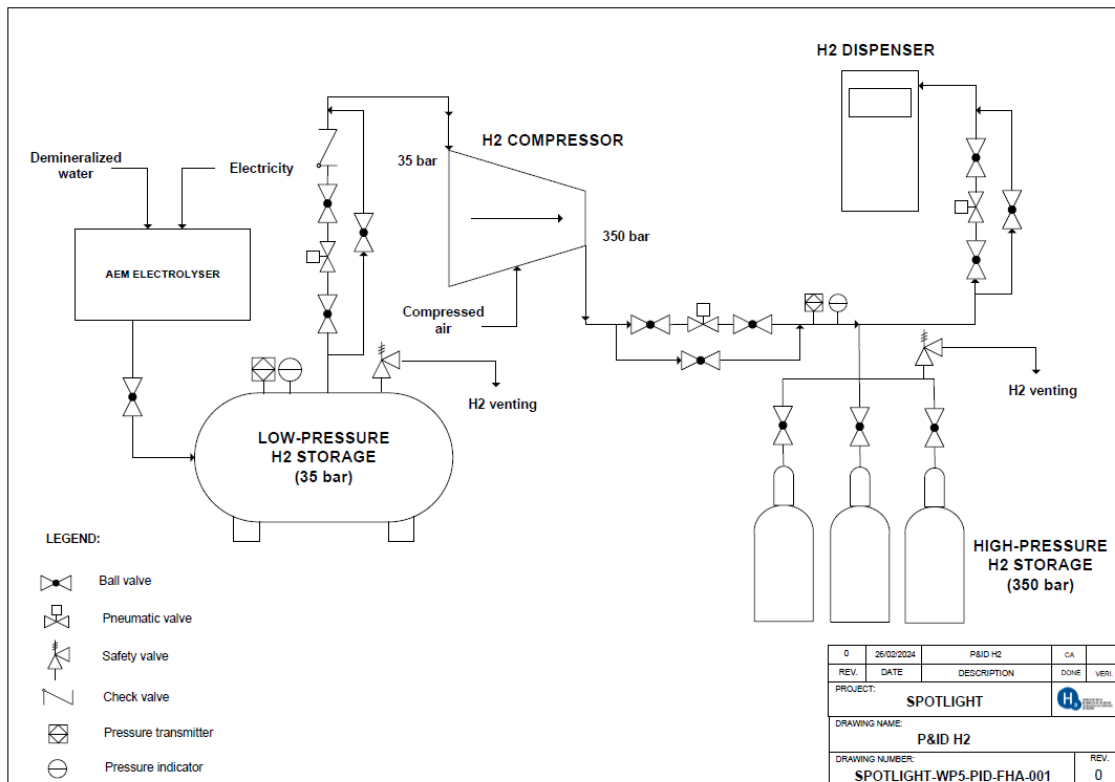 H2 DISPENSER
H2 COMPRESSOR
Demineralized
water
Electricity
35 bar
350 bar
AEM ELECTROLYSER
Compressed
air
H2 venting
H2 venting
LOW-PRESSURE
H2 STORAGE
(35 bar)
HIGH-PRESSURE
H2 STORAGE
(350 bar)
LEGEND:
Ball valve
Pneumatic valve
Safety valve
Check valve
Pressure transmitter
Pressure indicator
0 26/02/2024 P&ID H2 CA
REV. DATE DESCRIPTION DONE VERI.
PROJECT:
SPOTLIGHT
H2
DRAWING NAME:
P&ID H2
DRAWING NUMBER: REV.
SPOTLIGHT-WP5-PID-FHA-001 0